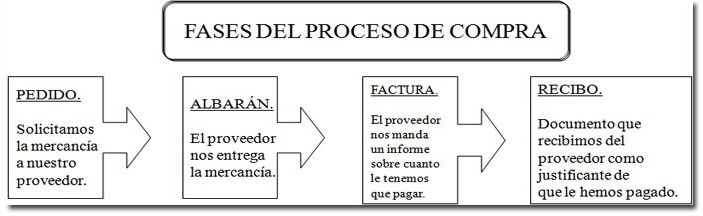 FASES DEL PROCESO DE COMPRA
PEDIDO.
Solicitamos
la mercancía
a nuestro
proveedor.
ALBARÁN.
El proveedor
nos entrega
la mercancía.
FACTURA.
El proveedor
nos manda
un informe
sobre cuanto
le tenemos
que pagar.
RECIBO.
Documento que
recibimos del
proveedor como
justificante de
que le hemos pagado.